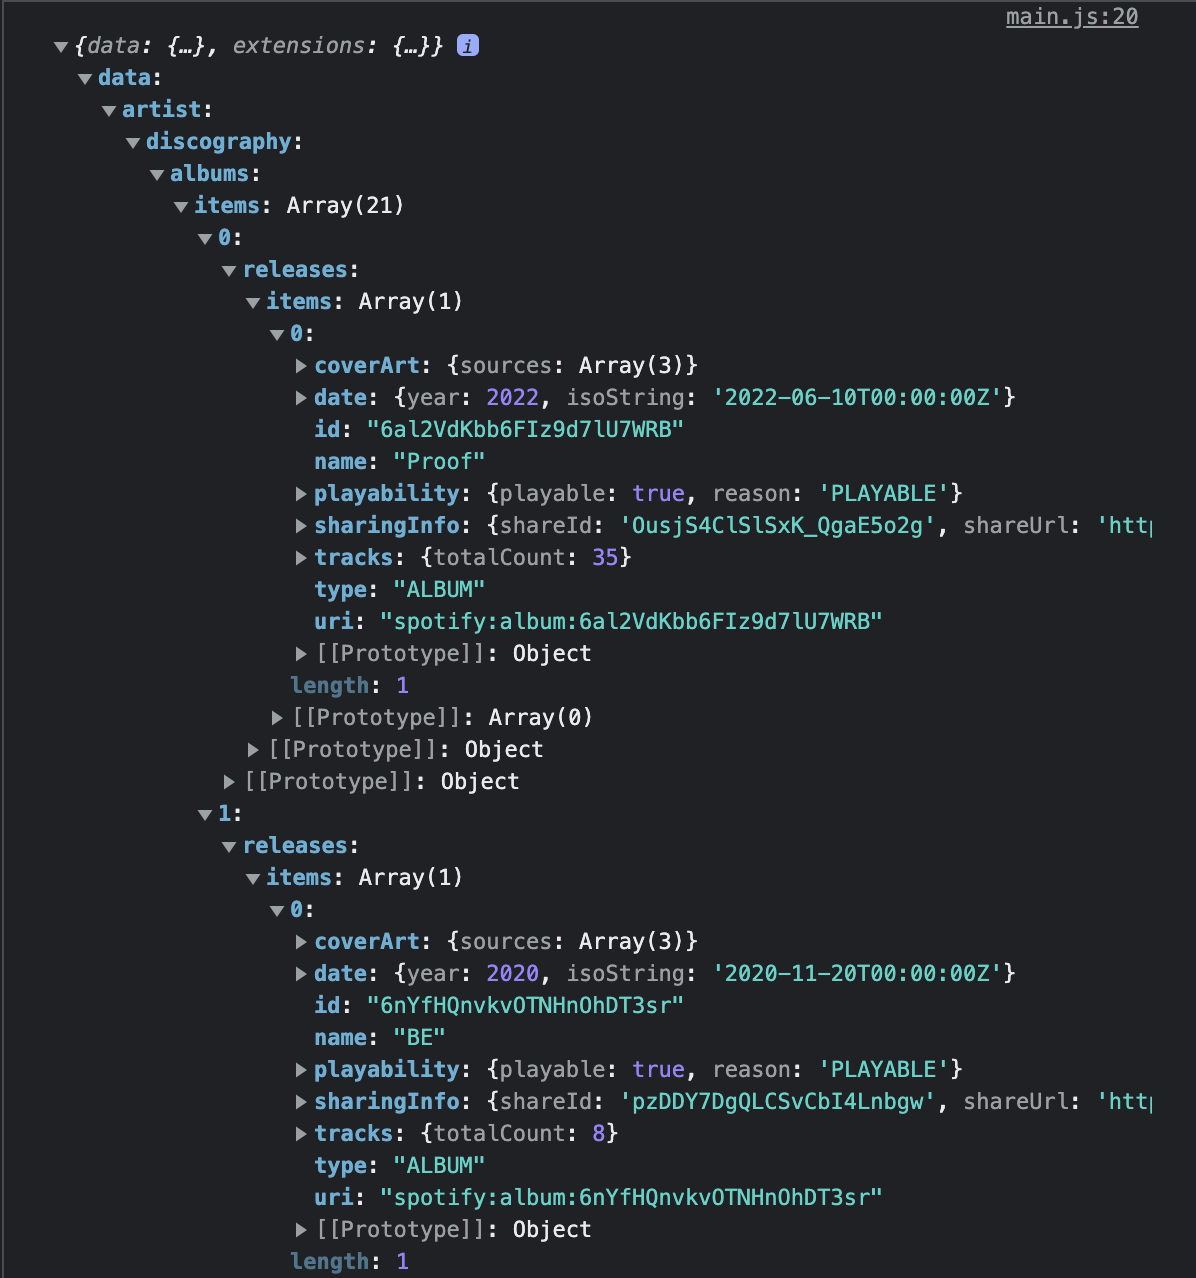 main.js:20
{data: {…}, extensions: {…}} i
data:
artist:
discography:
albums:
items: Array(21)
0:
releases:
items: Array(1)
0:
coverArt: {sources: Array(3)}
date: {year: 2022, isoString: '2022-06-10T00:00:00Z'}
id: "6al2VdKbb6FIz9d7lU7WRB"
name: "Proof"
playability: {playable: true, reason: 'PLAYABLE'}
sharingInfo: {shareId: 'OusjS4ClSlSxK_QgaE5o2g', shareUrl: 'http
tracks: {totalCount: 35}
type: "ALBUM"
uri: "spotify:album:6al2VdKbb6FIz9d7lU7WRB"
[[Prototype]]: Object
length: 1
[[Prototype]]: Array(0)
[[Prototype]]: Object
[[Prototype]]: Object
1:
releases:
items: Array(1)
0:
coverArt: {sources: Array(3)}
date: {year: 2020, isoString: '2020-11-20T00:00:00Z'}
id: "6nYfHQnvkvOTNHnOhDT3sr"
name: "BE"
playability: {playable: true, reason: 'PLAYABLE'}
sharingInfo: {shareId: 'pzDDY7DgQLCSvCbI4Lnbgw', shareUrl: 'http
tracks: {totalCount: 8}
type: "ALBUM"
uri: "spotify:album:6nYfHQnvkvOTNHnOhDT3sr"
[[Prototype]]: Object
length: 1